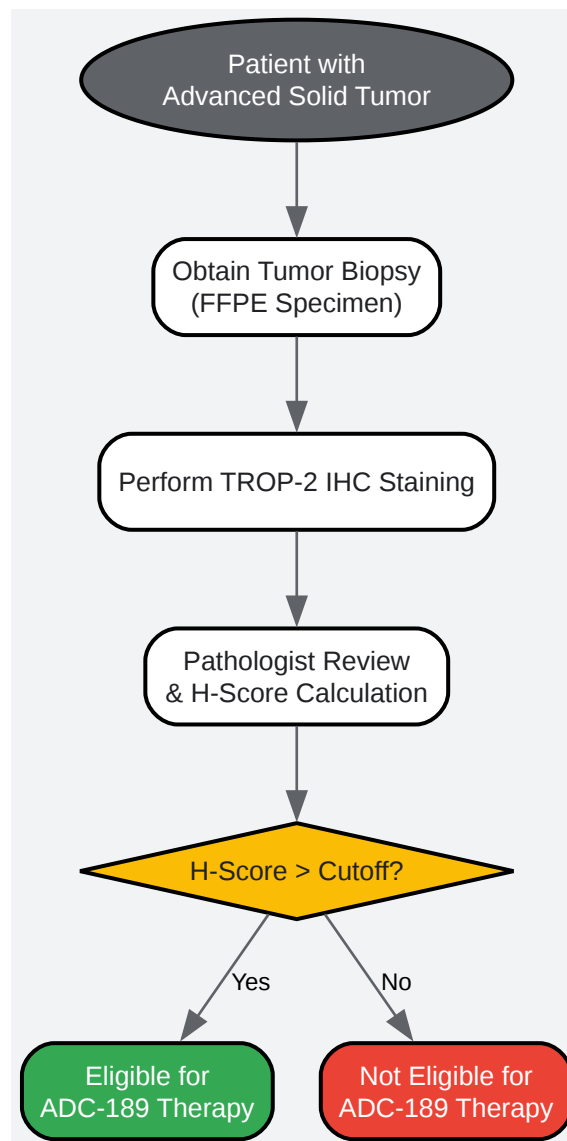 Patient with
Advanced Solid Tumor
Obtain Tumor Biopsy
(FFPE Specimen)
Perform TROP-2 IHC Staining
Pathologist Review
& H-Score Calculation
H-Score > Cutoff?
Yes
No
Eligible for
ADC-189 Therapy
Not Eligible for
ADC-189 Therapy